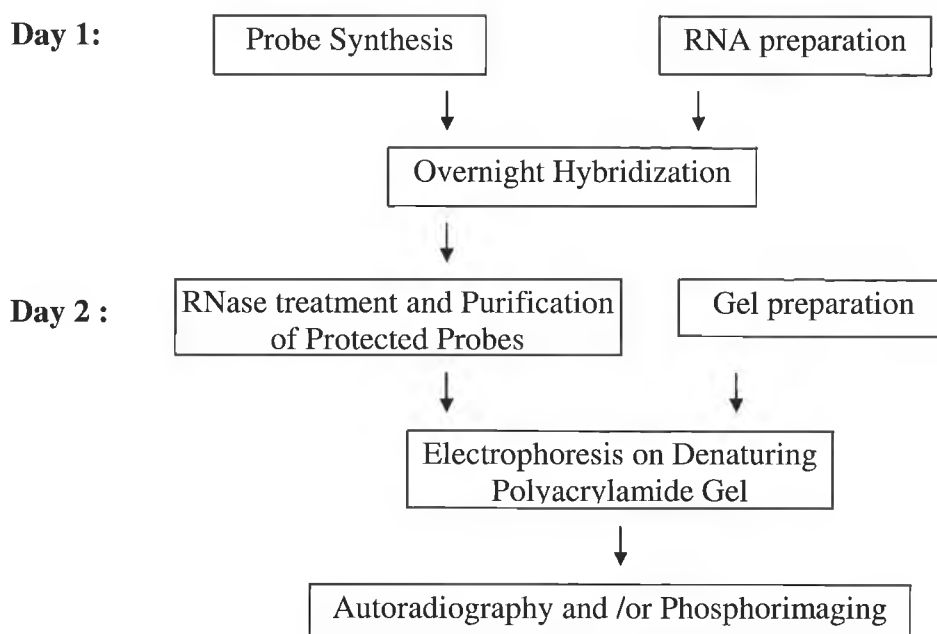 Day 1:
Probe Synthesis
RNA preparation
Overnight Hybridization
Day 2 :
RNase treatment and Purification
of Protected Probes
Gel preparation
Electrophoresis on Denaturing
Polyacrylamide Gel
Autoradiography and /or Phosphorimaging